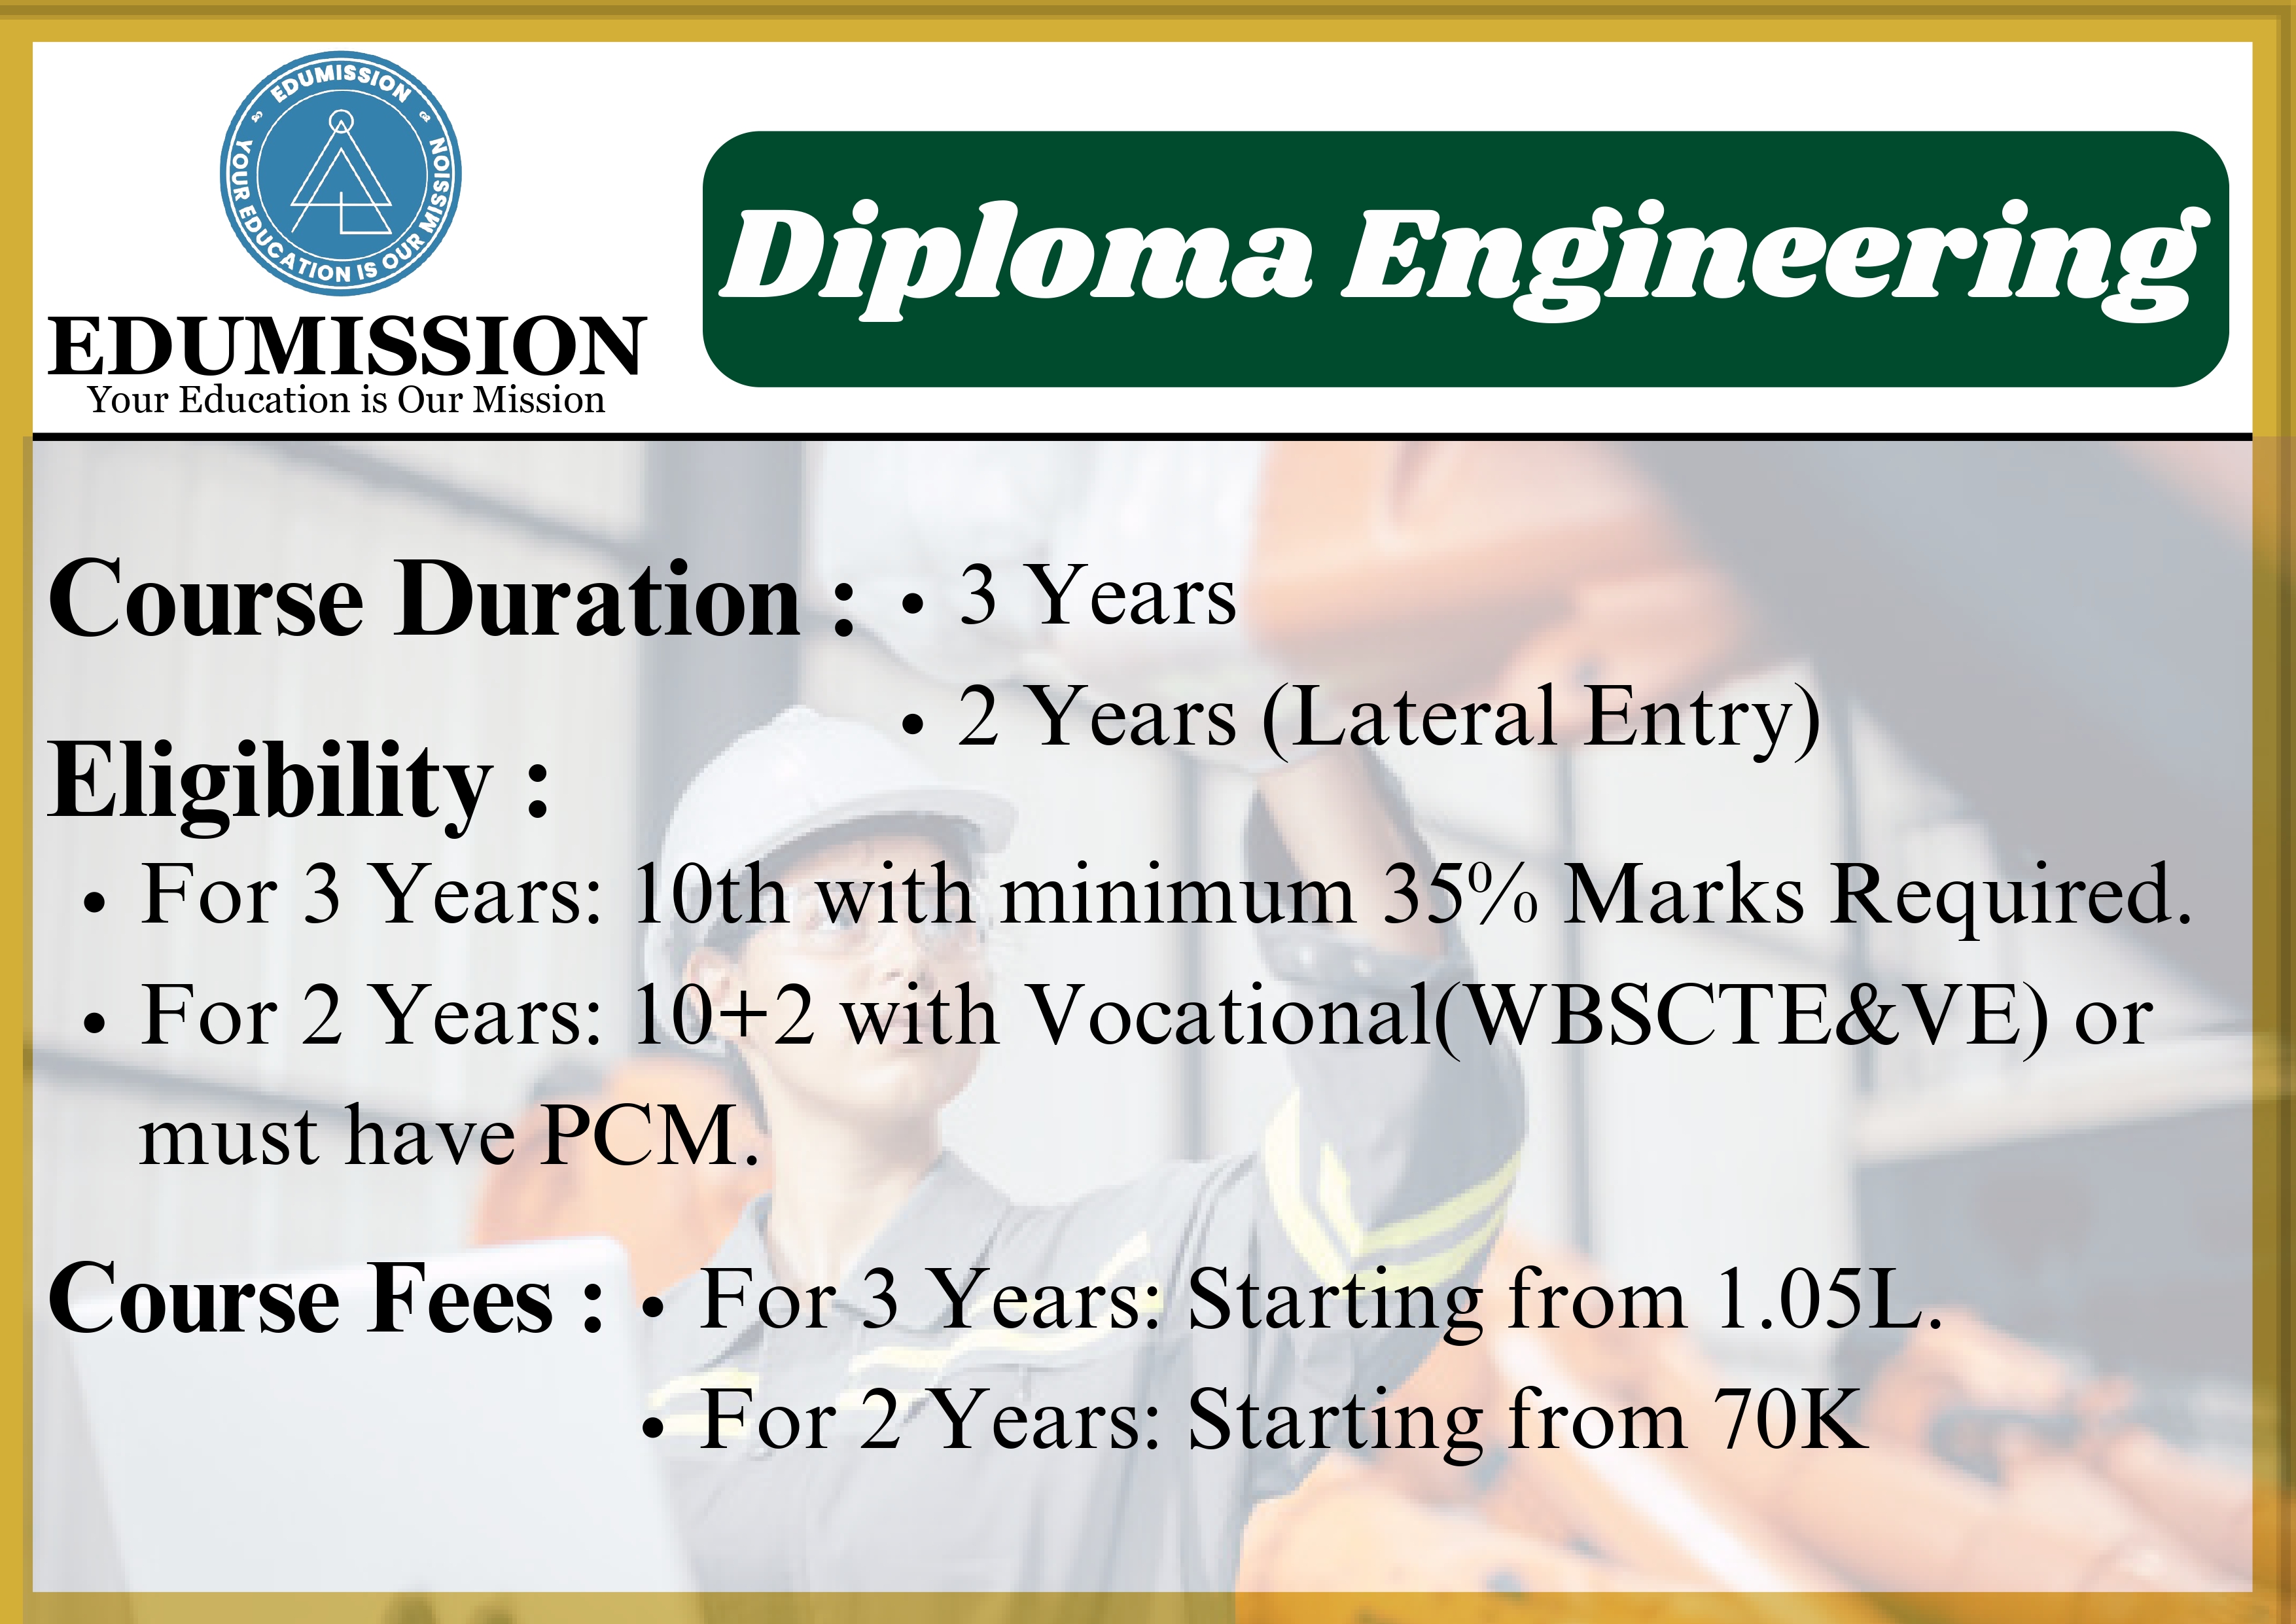 EDUMISSION
YOUR EDUCATION IS OUR MISSION
EDUMISSION
Your Education is Our Mission
Diploma Engineering
Course Duration :
• 3 Years
• 2 Years (Lateral Entry)
Eligibility :
• For 3 Years: 10th with minimum 35% Marks Required.
• For 2 Years: 10+2 with Vocational(WBSCTE&VE) or
must have PCM.
Course Fees : • For 3 Years: Starting from 1.05L.
• For 2 Years: Starting from 70K